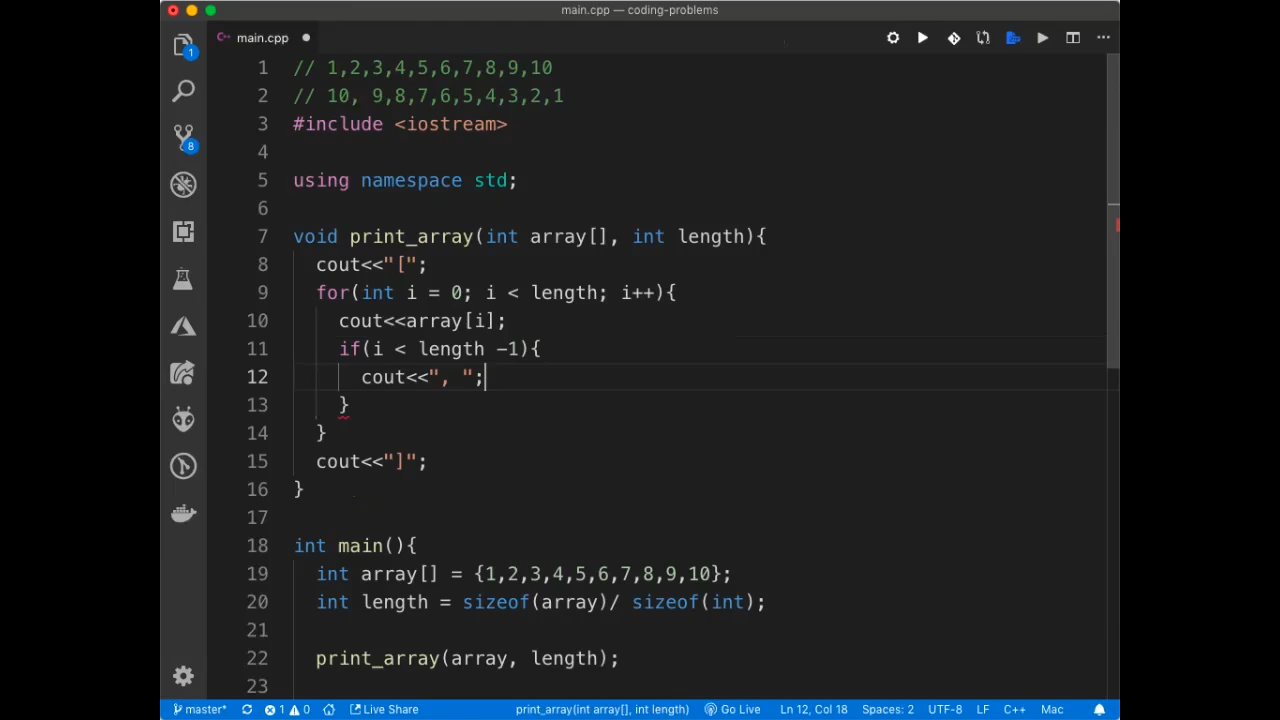 main.cpp — coding-problems
main.cpp
1
8
1 // 1,2,3,4,5,6,7,8,9,10
2 // 10, 9,8,7,6,5,4,3,2,1
3 #include <iostream>
4
5 using namespace std;
6
7 void print_array(int array[], int length){
8 cout<<"[";
9 for(int i = 0; i < length; i++){
10 cout<<array[i];
11 if(i < length -1){
12 cout<<", ";
13 }
14 }
15 cout<<"]";
16 }
17
18 int main(){
19 int array[] = {1,2,3,4,5,6,7,8,9,10};
20 int length = sizeof(array)/ sizeof(int);
21
22 print_array(array, length);
23
master* 1 0 Live Share print_array(int array[], int length) Go Live Ln 12, Col 18 Spaces: 2 UTF-8 LF C++ Mac